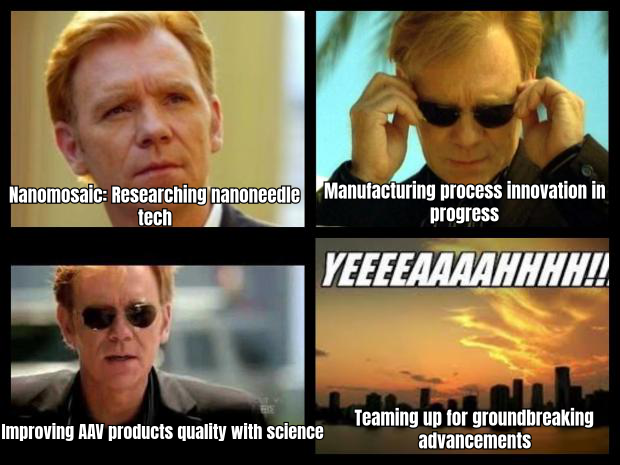 Nanomosaic: Researching nanoneedle
tech
Manufacturing process innovation in
progress
Improving AAV products quality with science
YEEEEAAAAHHHH!!!
Teaming up for groundbreaking
advancements